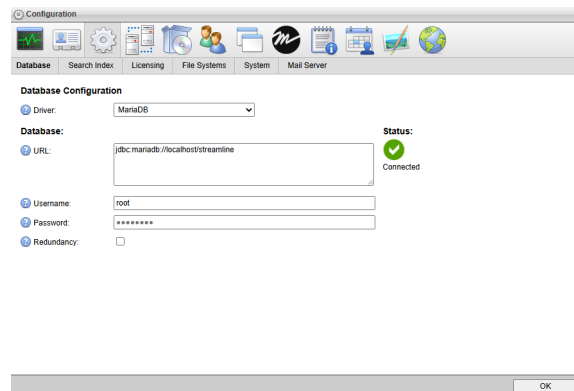 Configuration
Database Search Index Licensing File Systems System Mail Server
Database Configuration
Driver: MariaDB
Database: Status:
URL: jdbc:mariadb://localhost/streamline
Connected
Username: root
Password: ••••••••
Redundancy:
OK